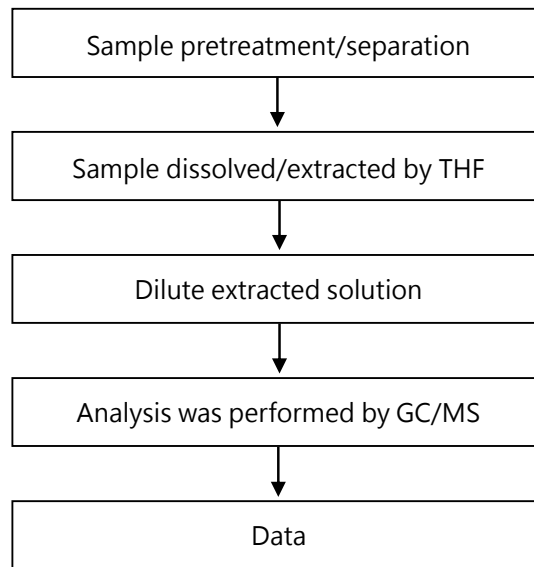 Sample pretreatment/separation
Sample dissolved/extracted by THF
Dilute extracted solution
Analysis was performed by GC/MS
Data